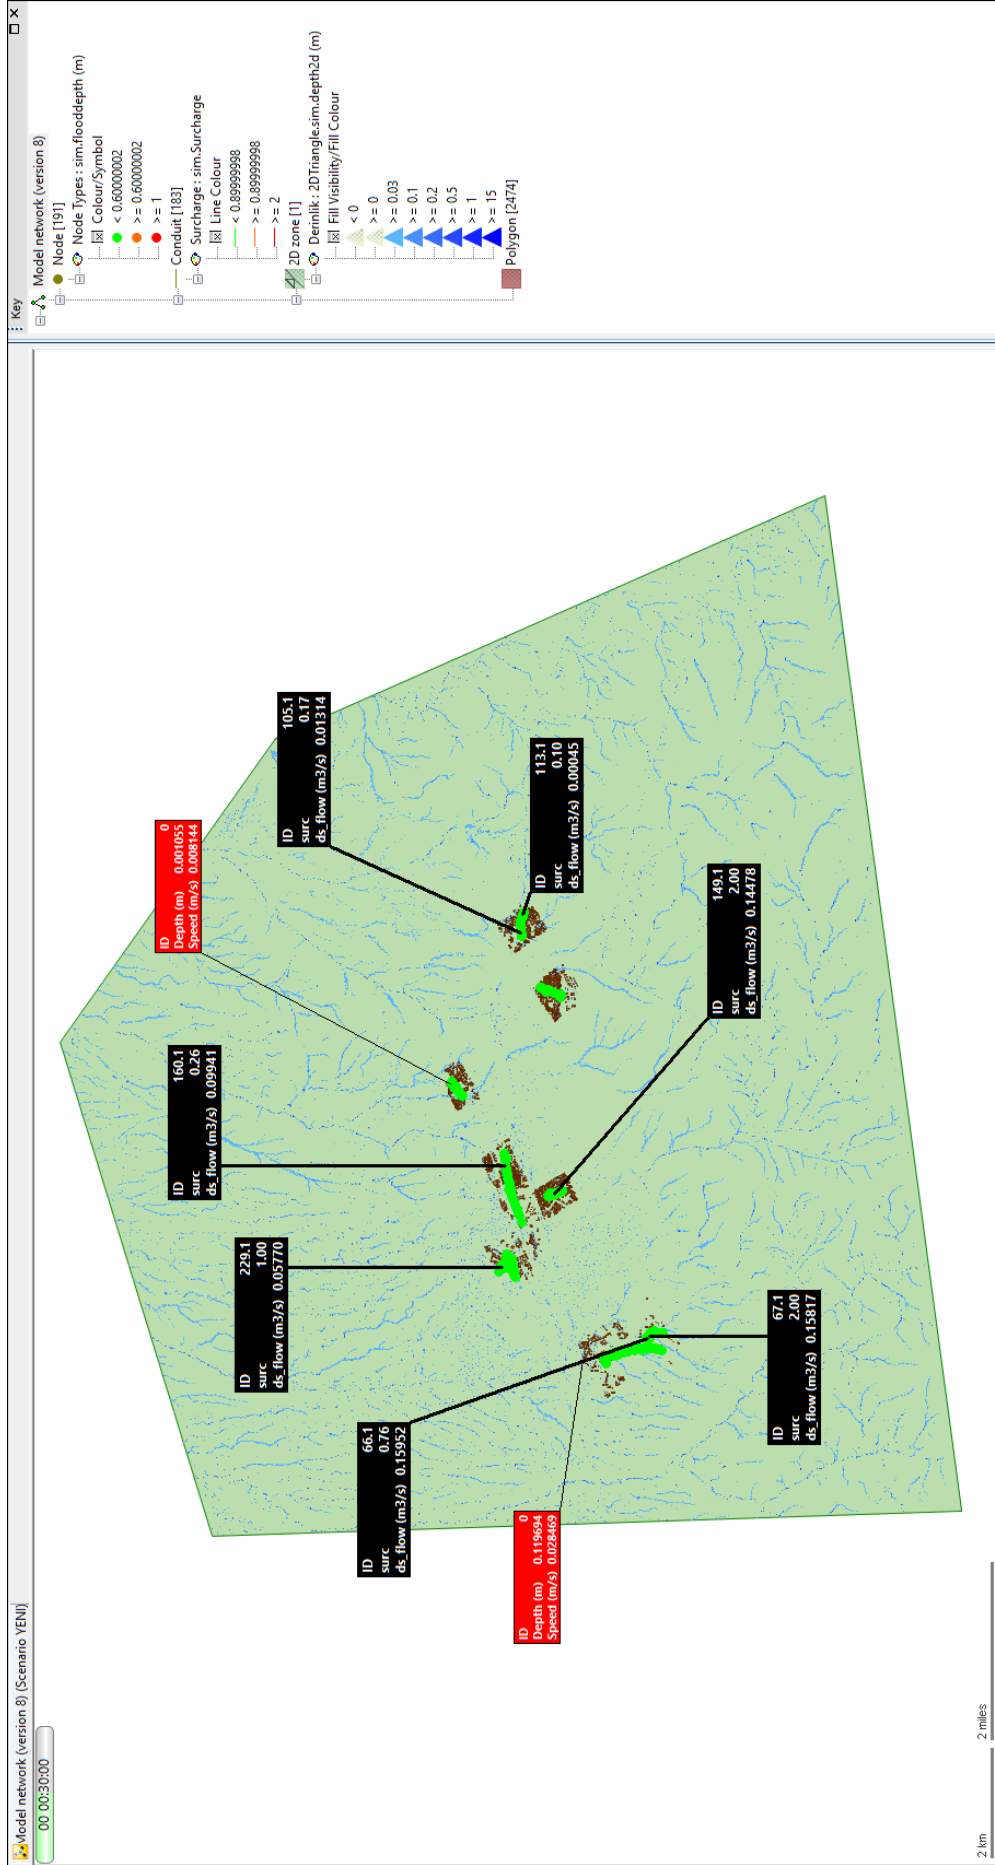 Model network (version 8) (Scenario YENI)
00 00:30:00
Key
Model network (version 8)
Node [191]
Node Types : sim.flooddepth (m)
Colour/Symbol
< 0.60000002
>= 0.60000002
>= 1
Conduit [183]
Surcharge : sim.Surcharge
Line Colour
< 0.89999998
>= 0.89999998
>= 2
2D zone [1]
Derinlik : 2DTriangle.sim.depth2d (m)
Fill Visibility/Fill Colour
< 0
>= 0
>= 0.03
>= 0.1
>= 0.2
>= 0.5
>= 1
>= 15
Polygon [2474]
ID 0
Depth (m) 0.001055
Speed (m/s) 0.008144
ID 160.1
surc 0.26
ds_flow (m3/s) 0.09941
ID 229.1
surc 1.00
ds_flow (m3/s) 0.05770
ID 105.1
surc 0.17
ds_flow (m3/s) 0.01314
ID 66.1
surc 0.76
ds_flow (m3/s) 0.15952
ID 0
Depth (m) 0.119694
Speed (m/s) 0.028469
ID 113.1
surc 0.10
ds_flow (m3/s) 0.00045
ID 149.1
surc 2.00
ds_flow (m3/s) 0.14478
ID 67.1
surc 2.00
ds_flow (m3/s) 0.15817
2 km
2 miles